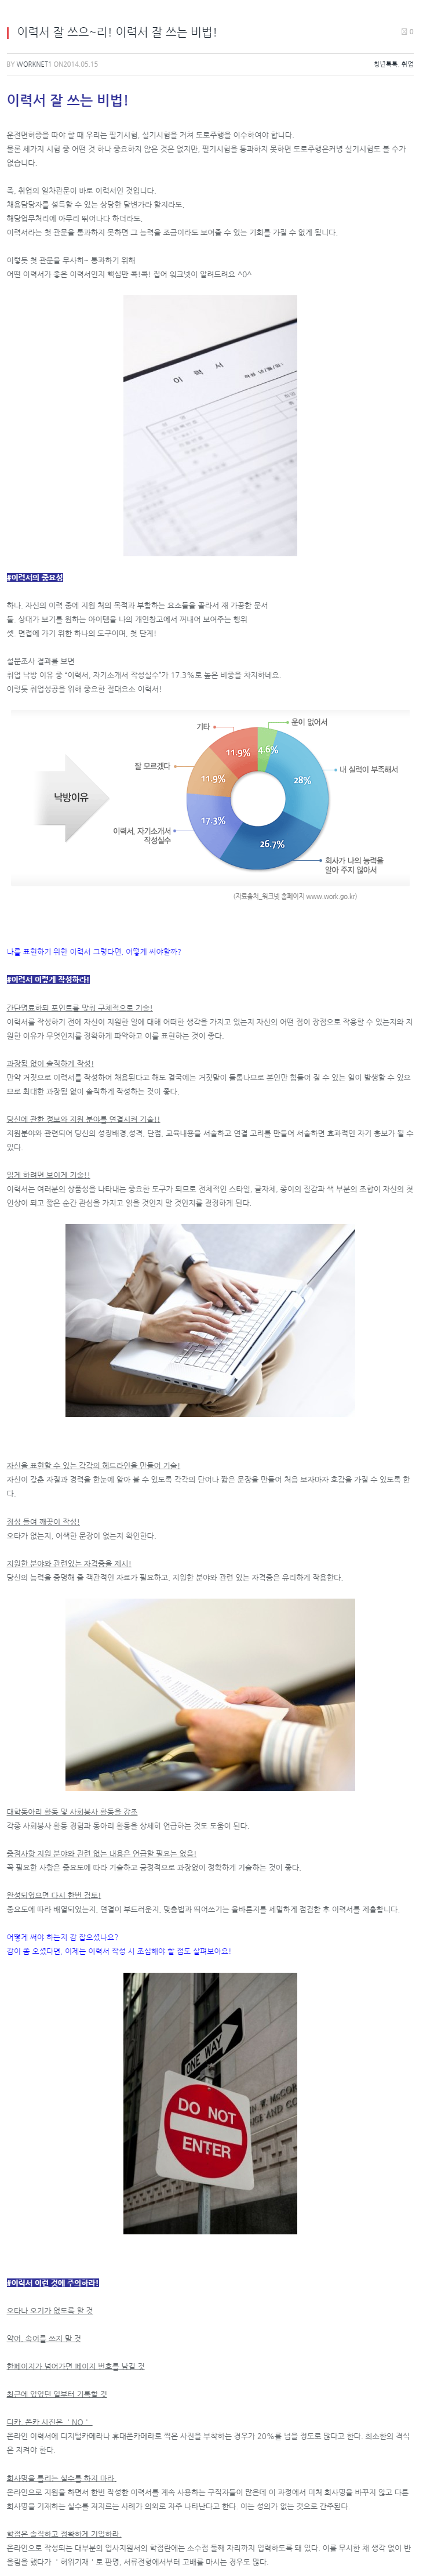 이력서 잘 쓰으~리! 이력서 잘 쓰는 비법!
0
BY WORKNET1 ON2014.05.15
청년톡톡, 취업
이력서 잘 쓰는 비법!
운전면허증을 따야 할 때 우리는 필기시험, 실기시험을 거쳐 도로주행을 이수하여야 합니다.
물론 세가지 시험 중 어떤 것 하나 중요하지 않은 것은 없지만, 필기시험을 통과하지 못하면 도로주행은커녕 실기시험도 볼 수가
없습니다.
즉, 취업의 일차관문이 바로 이력서인 것입니다.
채용담당자를 설득할 수 있는 상당한 달변가라 할지라도,
해당업무처리에 아무리 뛰어나다 하더라도,
이력서라는 첫 관문을 통과하지 못하면 그 능력을 조금이라도 보여줄 수 있는 기회를 가질 수 없게 됩니다.
이렇듯 첫 관문을 무사히~ 통과하기 위해
어떤 이력서가 좋은 이력서인지 핵심만 콕!콕! 집어 워크넷이 알려드려요 ^0^
이 력 서
#이력서의 중요성
하나. 자신의 이력 중에 지원 처의 목적과 부합하는 요소들을 골라서 재 가공한 문서
둘. 상대가 보기를 원하는 아이템을 나의 개인창고에서 꺼내어 보여주는 행위
셋. 면접에 가기 위한 하나의 도구이며, 첫 단계!
설문조사 결과를 보면
취업 낙방 이유 중 "이력서, 자기소개서 작성실수"가 17.3%로 높은 비중을 차지하네요.
이렇듯 취업성공을 위해 중요한 절대요소 이력서!
낙방이유
기타
11.9%
운이 없어서
4.6%
잘 모르겠다
11.9%
내 실력이 부족해서
28%
이력서, 자기소개서
작성실수
17.3%
26.7%
회사가 나의 능력을
알아 주지 않아서
(자료출처_워크넷 홈페이지 www.work.go.kr)
나를 표현하기 위한 이력서 그렇다면, 어떻게 써야할까?
#이력서 이렇게 작성하라!
간단명료하되 포인트를 맞춰 구체적으로 기술!
이력서를 작성하기 전에 자신이 지원한 일에 대해 어떠한 생각을 가지고 있는지 자신의 어떤 점이 장점으로 작용할 수 있는지와 지
원한 이유가 무엇인지를 정확하게 파악하고 이를 표현하는 것이 좋다.
과장됨 없이 솔직하게 작성!
만약 거짓으로 이력서를 작성하여 채용된다고 해도 결국에는 거짓말이 들통나므로 본인만 힘들어 질 수 있는 일이 발생할 수 있으
므로 최대한 과장됨 없이 솔직하게 작성하는 것이 좋다.
당신에 관한 정보와 지원 분야를 연결시켜 기술!!
지원분야와 관련되어 당신의 성장배경,성격, 단점, 교육내용을 서술하고 연결 고리를 만들어 서술하면 효과적인 자기 홍보가 될 수
있다.
읽게 하려면 보이게 기술!!
이력서는 여러분의 상품성을 나타내는 중요한 도구가 되므로 전체적인 스타일, 글자체, 종이의 질감과 색 부분의 조합이 자신의 첫
인상이 되고 짧은 순간 관심을 가지고 읽을 것인지 말 것인지를 결정하게 된다.
자신을 표현할 수 있는 각각의 헤드라인을 만들어 기술!
자신이 갖춘 자질과 경력을 한눈에 알아 볼 수 있도록 각각의 단어나 짧은 문장을 만들어 처음 보자마자 호감을 가질 수 있도록 한
다.
정성 들여 깨끗이 작성!
오타가 없는지, 어색한 문장이 없는지 확인한다.
지원한 분야와 관련있는 자격증을 제시!
당신의 능력을 증명해 줄 객관적인 자료가 필요하고, 지원한 분야와 관련 있는 자격증은 유리하게 작용한다.
대학동아리 활동 및 사회봉사 활동을 강조
각종 사회봉사 활동 경험과 동아리 활동을 상세히 언급하는 것도 도움이 된다.
중점사항 지원 분야와 관련 없는 내용은 언급할 필요는 없음!
꼭 필요한 사항은 중요도에 따라 기술하고 긍정적으로 과장없이 정확하게 기술하는 것이 좋다.
완성되었으면 다시 한번 검토!
중요도에 따라 배열되었는지, 연결이 부드러운지, 맞춤법과 띄어쓰기는 올바른지를 세밀하게 점검한 후 이력서를 제출합니다.
어떻게 써야 하는지 감 잡으셨나요?
감이 좀 오셨다면, 이제는 이력서 작성 시 조심해야 할 점도 살펴보아요!
ONE WAY
DO NOT
ENTER
#이력서 이런 것에 주의하라!
오타나 오기가 없도록 할 것
약어, 속어를 쓰지 말 것
한페이지가 넘어가면 페이지 번호를 남길 것
최근에 있었던 일부터 기록할 것
디카, 폰카 사진은 ' NO '
온라인 이력서에 디지털카메라나 휴대폰카메라로 찍은 사진을 부착하는 경우가 20%를 넘을 정도로 많다고 한다. 최소한의 격식
은 지켜야 한다.
회사명을 틀리는 실수를 하지 마라.
온라인으로 지원을 하면서 한번 작성한 이력서를 계속 사용하는 구직자들이 많은데 이 과정에서 미처 회사명을 바꾸지 않고 다른
회사명을 기재하는 실수를 저지르는 사례가 의외로 자주 나타난다고 한다. 이는 성의가 없는 것으로 간주된다.
학점은 솔직하고 정확하게 기입하라.
온라인으로 작성되는 대부분의 입사지원서의 학점란에는 소수점 둘째 자리까지 입력하도록 돼 있다. 이를 무시한 채 생각 없이 반
올림을 했다가 ' 허위기재 ' 로 판명, 서류전형에서부터 고배를 마시는 경우도 많다.